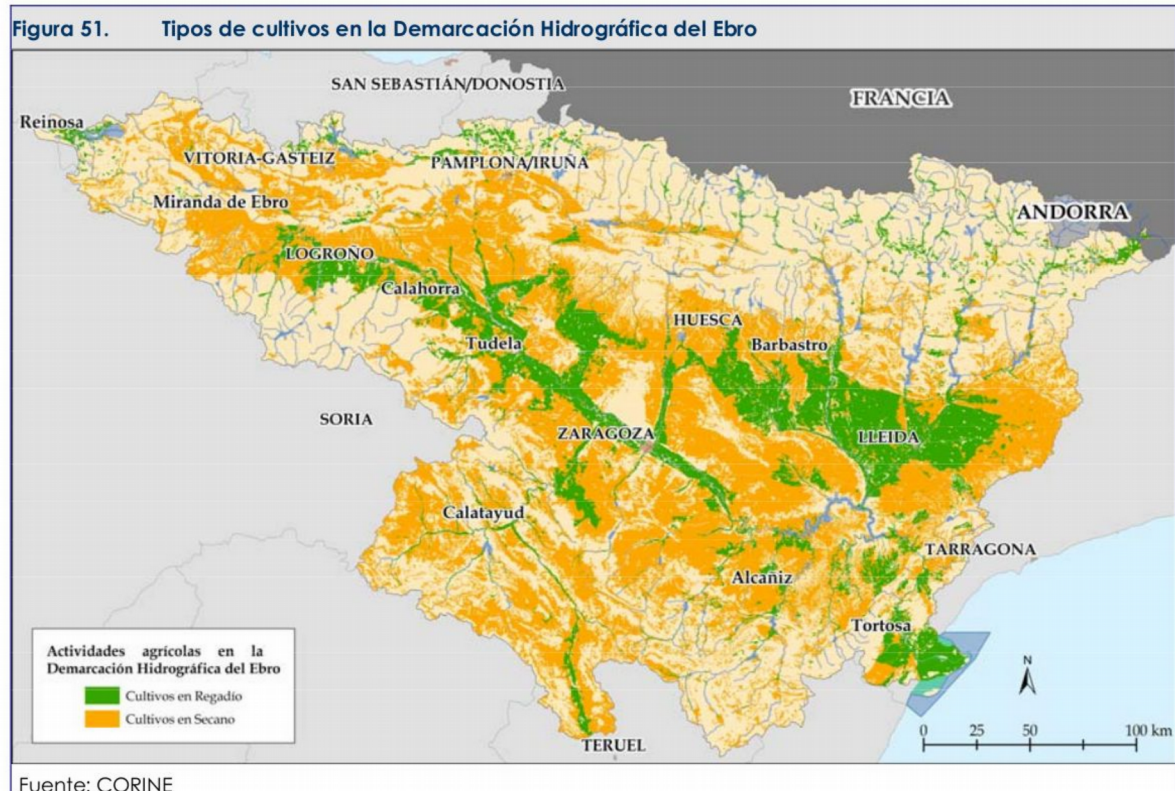 Figura 51. Tipos de cultivos en la Demarcación Hidrográfica del Ebro
SAN SEBASTIÁN/DONOSTIA
FRANCIA
Reinosa
VITORIA-GASTEIZ
PAMPLONA/IRUÑA
Miranda de Ebro
ANDORRA
LOGROÑO
Calahorra
HUESCA
Tudela
Barbastro
SORIA
ZARAGOZA
LLEIDA
Calatayud
TARRAGONA
Alcañiz
Tortosa
Actividades agrícolas en la
Demarcación Hidrográfica del Ebro
Cultivos en Regadío
Cultivos en Secano
N
0 25 50 100 km
TERUEL
Fuente: CORINE